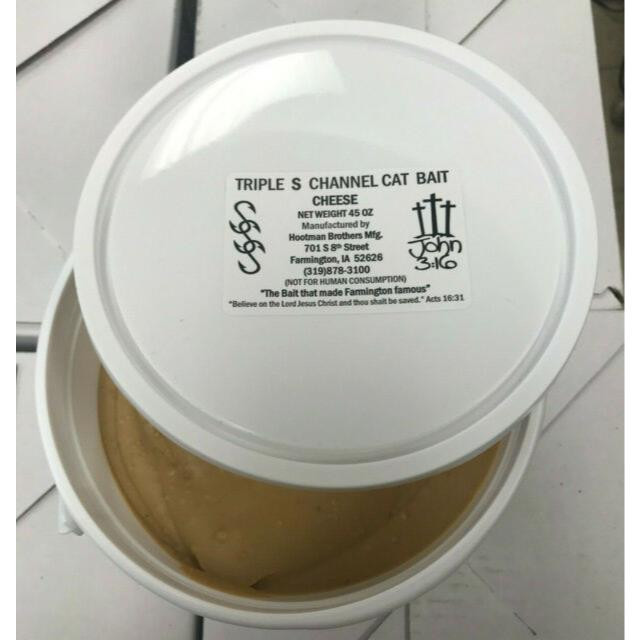 TRIPLE S CHANNEL CAT BAIT
CHEESE
NET WEIGHT 45 OZ
Manufactured by
Hootman Brothers Mfg.
701 S 8th Street
Farmington, IA 52626
(319)878-3100
(NOT FOR HUMAN CONSUMPTION)
"The Bait that made Farmington famous"
"Believe on the Lord Jesus Christ and thou shalt be saved." Acts 16:31
SSS
John
3:16